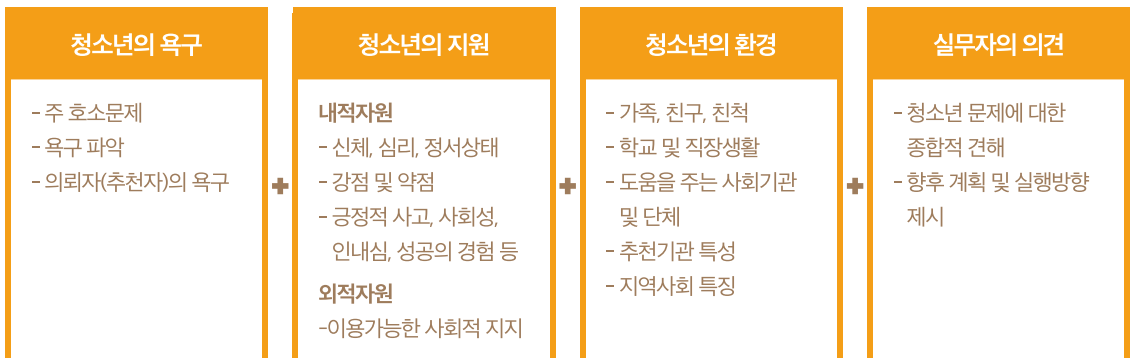 청소년의 욕구
- 주 호소문제
- 욕구 파악
- 의뢰자(추천자)의 욕구
+
청소년의 지원
내적자원
- 신체, 심리, 정서상태
- 강점 및 약점
- 긍정적 사고, 사회성,
인내심, 성공의 경험 등
외적자원
-이용가능한 사회적 지지
+
청소년의 환경
- 가족, 친구, 친척
- 학교 및 직장생활
- 도움을 주는 사회기관
및 단체
- 추천기관 특성
- 지역사회 특징
+
실무자의 의견
- 청소년 문제에 대한
종합적 견해
- 향후 계획 및 실행방향
제시